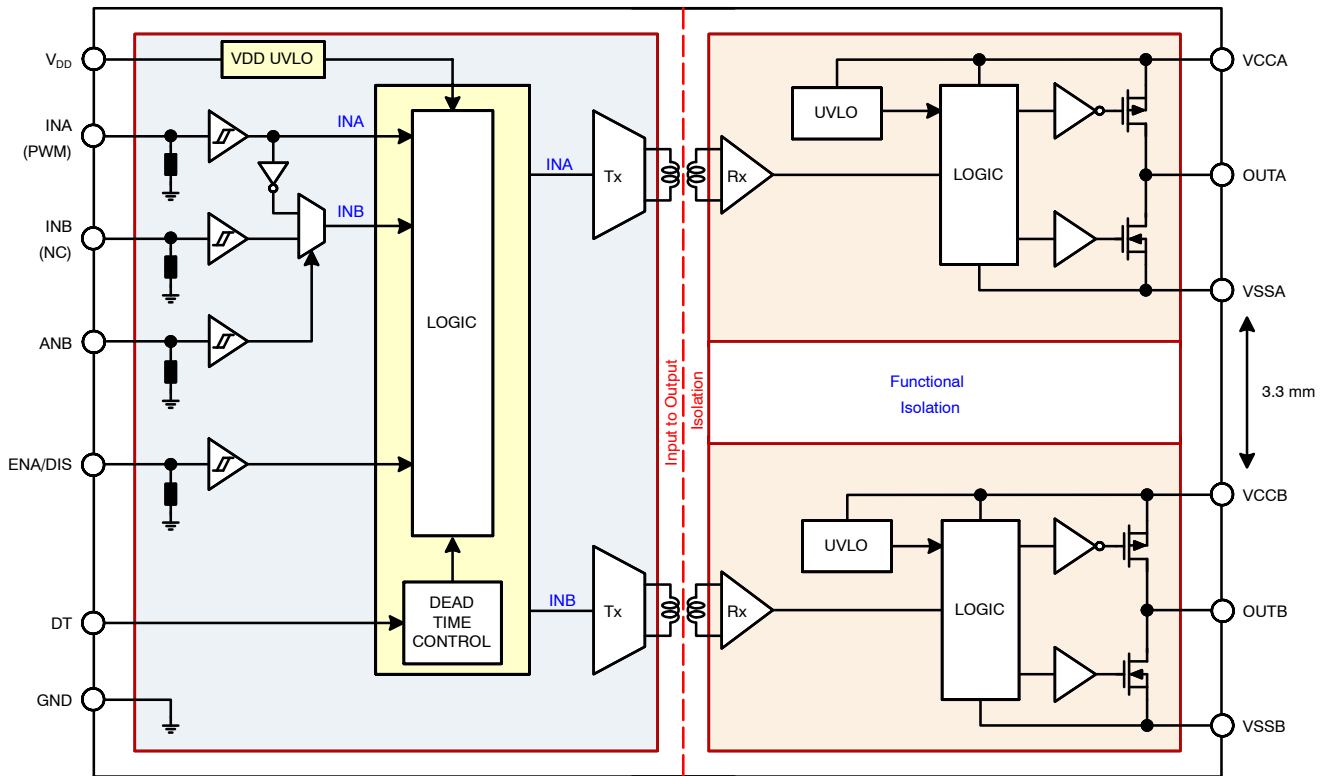 V_DD
VDD UVLO
INA
(PWM)
INA
INB
(NC)
INB
ANB
ENA/DIS
DT
GND
LOGIC
DEAD
TIME
CONTROL
INA
INB
Tx
Tx
Input to Output
Isolation
Rx
UVLO
LOGIC
VCCA
OUTA
VSSA
Functional
Isolation
3.3 mm
Rx
UVLO
LOGIC
VCCB
OUTB
VSSB